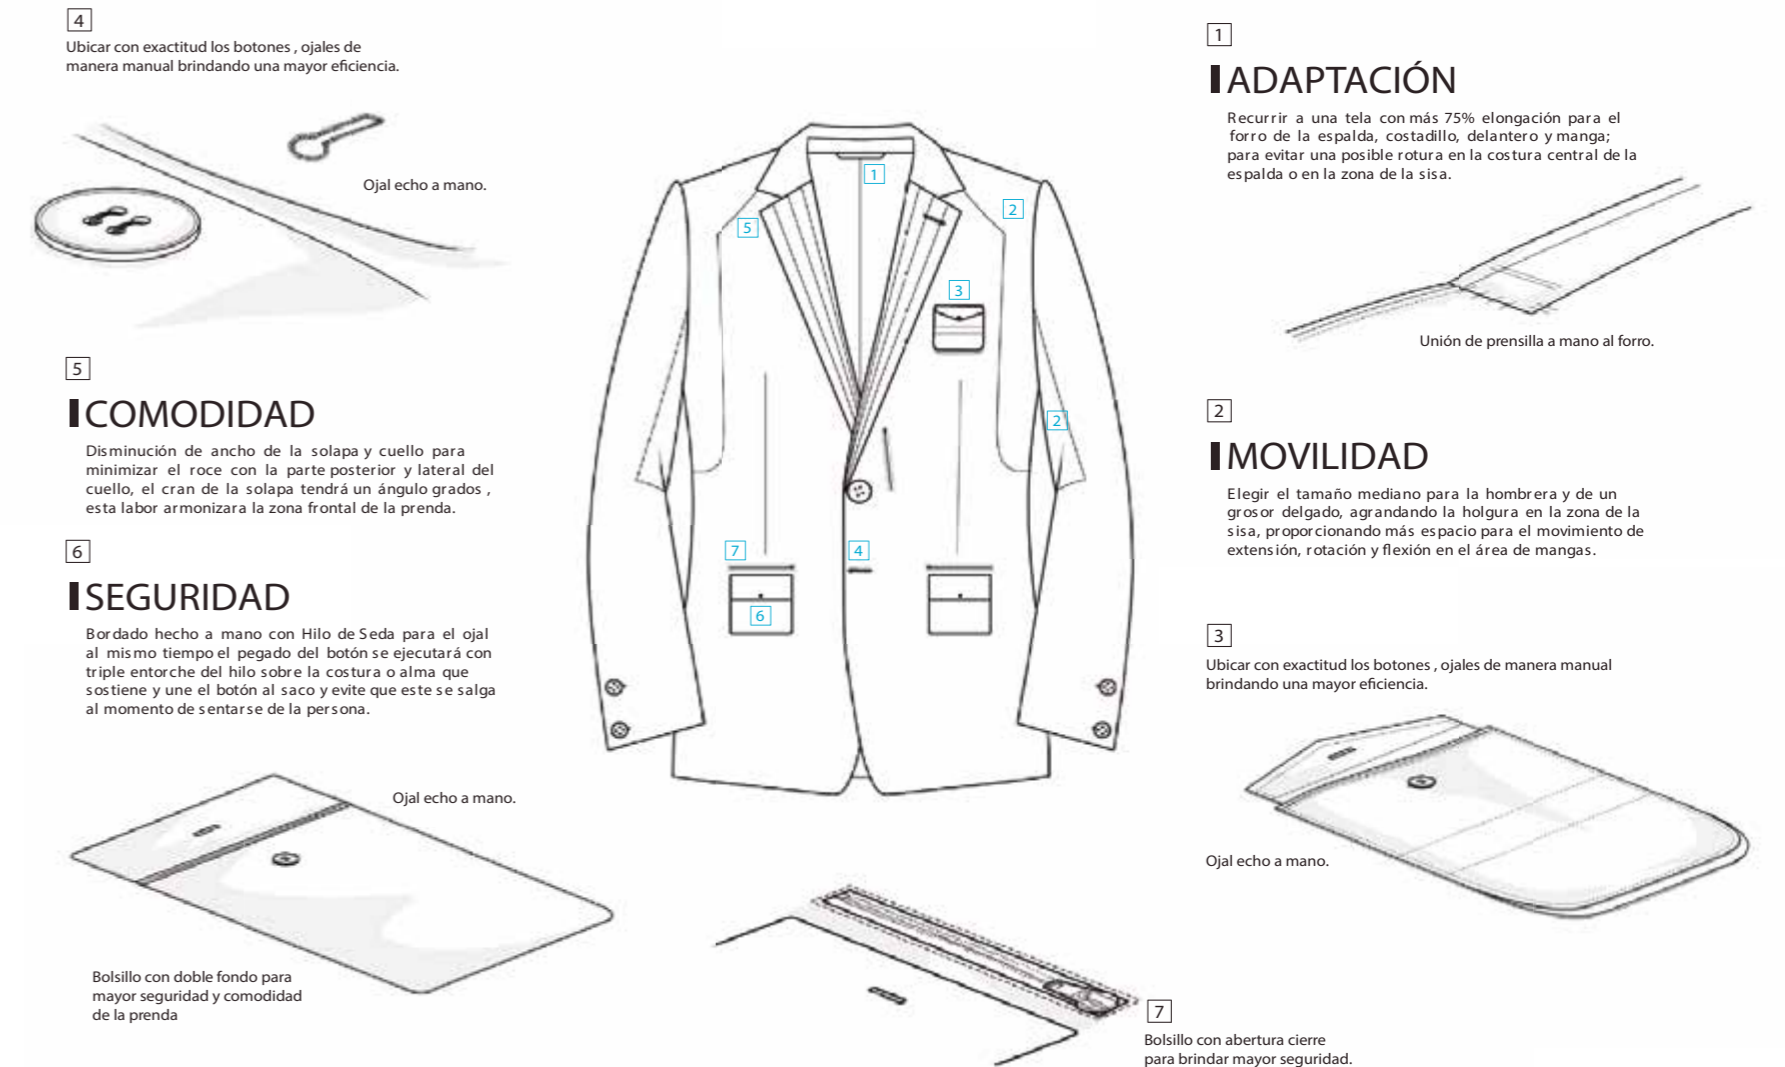 4
Ubicar con exactitud los botones , ojales de
manera manual brindando una mayor eficiencia.
Ojal echo a mano.
5
COMODIDAD
Disminución de ancho de la solapa y cuello para
minimizar el roce con la parte posterior y lateral del
cuello, el cran de la solapa tendrá un ángulo grados ,
esta labor armonizara la zona frontal de la prenda.
6
SEGURIDAD
Bordado hecho a mano con Hilo de Seda para el ojal
al mismo tiempo el pegado del botón se ejecutará con
triple entorche del hilo sobre la costura o alma que
sostiene y une el botón al saco y evite que este se salga
al momento de sentarse de la persona.
Ojal echo a mano.
Bolsillo con doble fondo para
mayor seguridad y comodidad
de la prenda
1
2
5
3
2
7
4
6
1
ADAPTACIÓN
Recurrir a una tela con más 75% elongación para el
forro de la espalda, costadillo, delantero y manga;
para evitar una posible rotura en la costura central de la
espalda o en la zona de la sisa.
Unión de prensilla a mano al forro.
2
MOVILIDAD
Elegir el tamaño mediano para la hombrera y de un
grosor delgado, agrandando la holgura en la zona de la
sisa, proporcionando más espacio para el movimiento de
extensión, rotación y flexión en el área de mangas.
3
Ubicar con exactitud los botones , ojales de manera manual
brindando una mayor eficiencia.
Ojal echo a mano.
7
Bolsillo con abertura cierre
para brindar mayor seguridad.